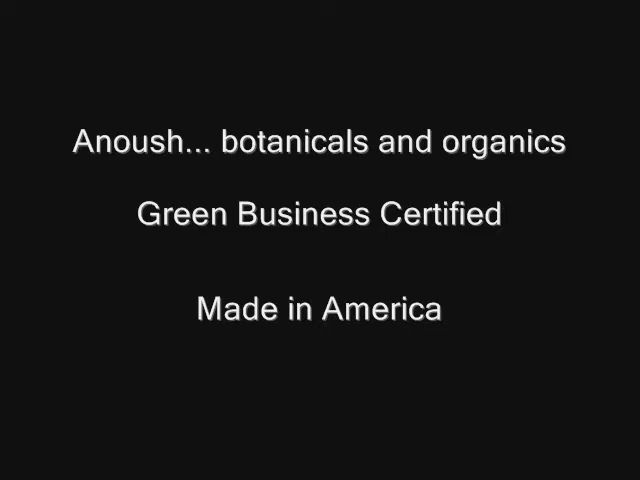 Anoush... botanicals and organics
Green Business Certified
Made in America